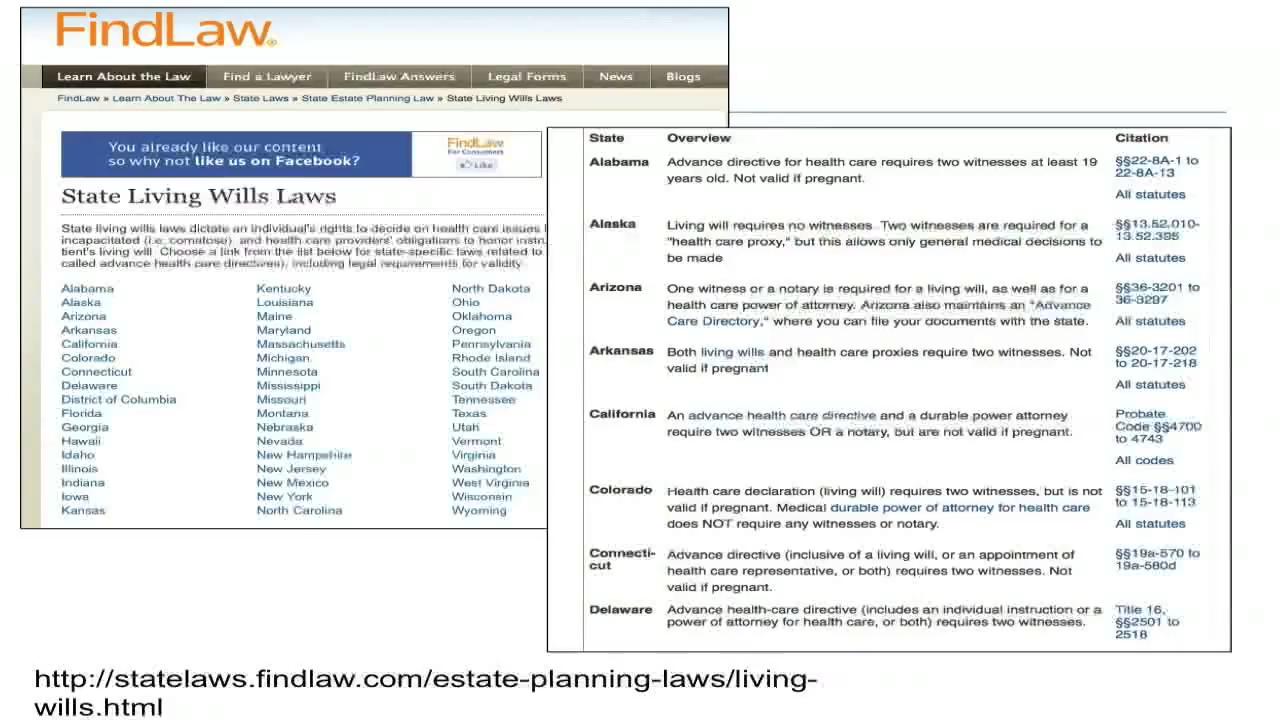 FindLaw.
Learn About the Law Find a Lawyer FindLaw Answers Legal Forms News Blogs
FindLaw » Learn About The Law » State Laws » State Estate Planning Law » State Living Wills Laws
You already like our content
so why not like us on Facebook?
FindLaw
For Consumers
Like
State Living Wills Laws
State living wills laws dictate an individual's rights to decide on health care issues
incapacitated (i.e. comatose) and health care providers' obligations to honor instru
tient's living will. Choose a link from the list below for state-specific laws related to
called advance health care directives), including legal requirements for validity
Alabama Kentucky North Dakota
Alaska Louisiana Ohio
Arizona Maine Oklahoma
Arkansas Maryland Oregon
California Massachusetts Pennsylvania
Colorado Michigan Rhode Island
Connecticut Minnesota South Carolina
Delaware Mississippi South Dakota
District of Columbia Missouri Tennessee
Florida Montana Texas
Georgia Nebraska Utah
Hawaii Nevada Vermont
Idaho New Hampshire Virginia
Illinois New Jersey Washington
Indiana New Mexico West Virginia
Iowa New York Wisconsin
Kansas North Carolina Wyoming
State Overview Citation
Alabama Advance directive for health care requires two witnesses at least 19 §§22-8A-1 to
years old. Not valid if pregnant. 22-8A-13
All statutes
Alaska Living will requires no witnesses. Two witnesses are required for a §§13.52.010-
"health care proxy," but this allows only general medical decisions to 13.52.395
be made All statutes
Arizona One witness or a notary is required for a living will, as well as for a §§36-3201 to
health care power of attorney. Arizona also maintains an "Advance 36-3297
Care Directory," where you can file your documents with the state. All statutes
Arkansas Both living wills and health care proxies require two witnesses. Not §§20-17-202
valid if pregnant to 20-17-218
All statutes
California An advance health care directive and a durable power attorney Probate
require two witnesses OR a notary, but are not valid if pregnant. Code §§4700
to 4743
All codes
Colorado Health care declaration (living will) requires two witnesses, but is not §§15-18-101
valid if pregnant. Medical durable power of attorney for health care to 15-18-113
does NOT require any witnesses or notary. All statutes
Connecti- Advance directive (inclusive of a living will, or an appointment of §§19a-570 to
cut health care representative, or both) requires two witnesses. Not 19a-580d
valid if pregnant.
Delaware Advance health-care directive (includes an individual instruction or a Title 16,
power of attorney for health care, or both) requires two witnesses. §§2501 to
2518
http://statelaws.findlaw.com/estate-planning-laws/living-
wills.html